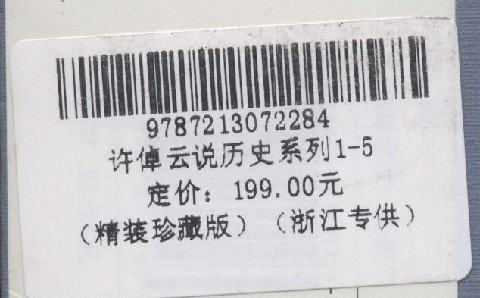 9787213072284
许倬云说历史系列1-5
定价：199.00元
（精装珍藏版）（浙江专供）